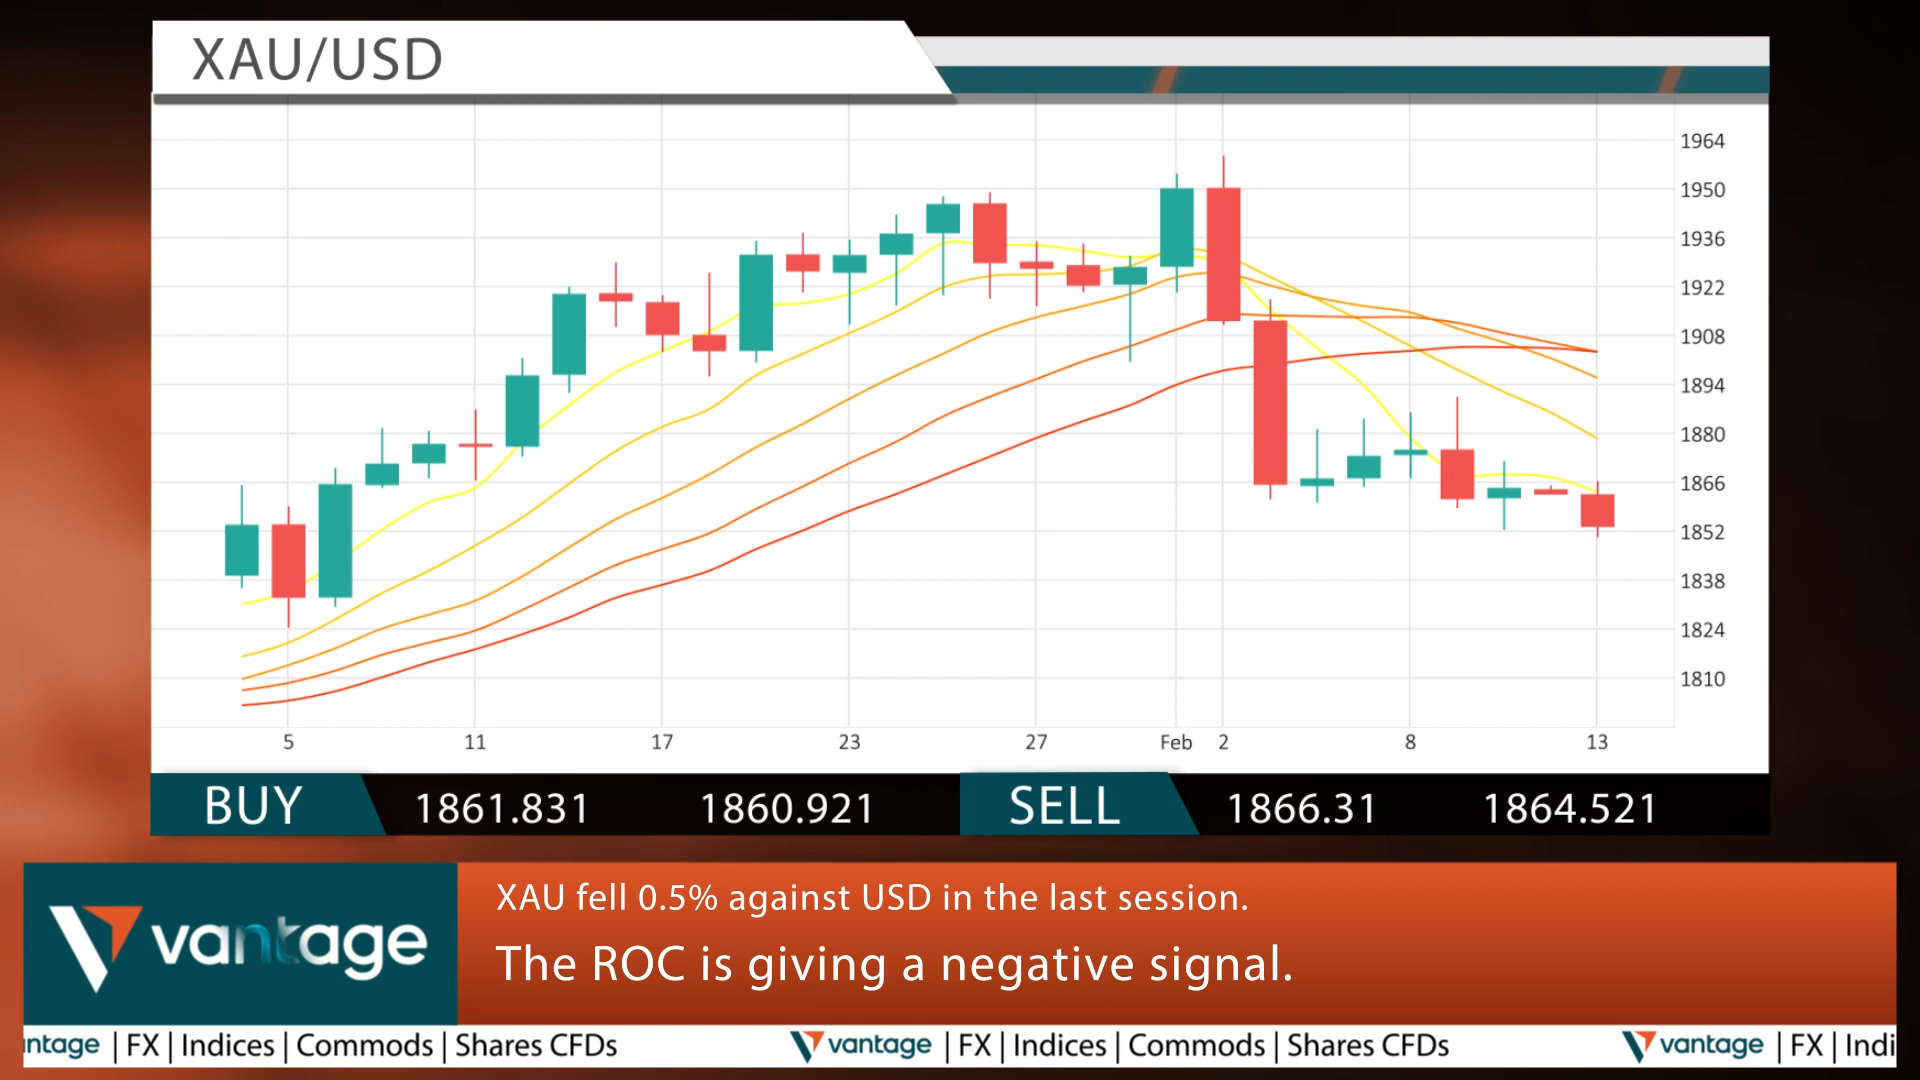 XAU/USD
1964
1950
1936
1922
1908
1894
1880
1866
1852
1838
1824
1810
5 11 17 23 27 Feb 2 8 13
BUY 1861.831 1860.921 SELL 1866.31 1864.521
vantage
XAU fell 0.5% against USD in the last session.
The ROC is giving a negative signal.
ntage | FX | Indices | Commods | Shares CFDs vantage | FX | Indices | Commods | Shares CFDs vantage | FX | Indi